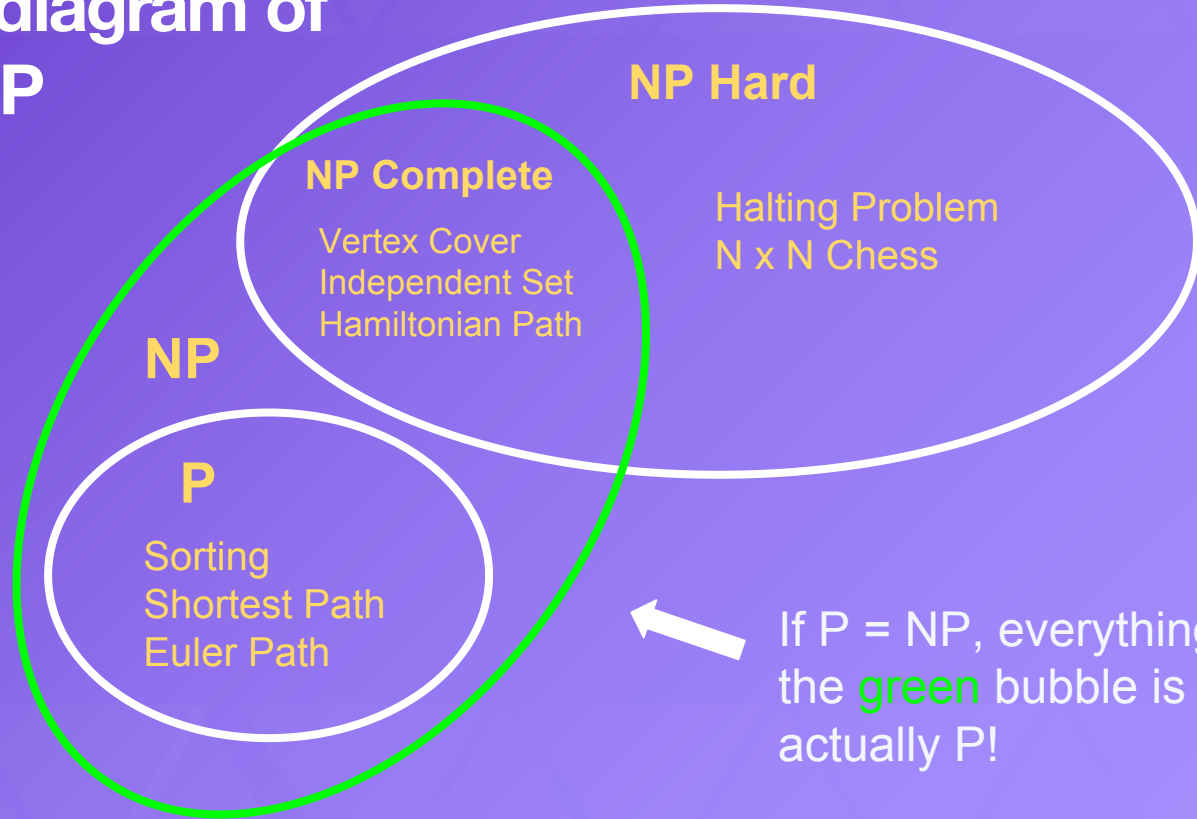 diagram of
P
NP Hard
NP Complete
Halting Problem
N x N Chess
Vertex Cover
Independent Set
Hamiltonian Path
NP
P
Sorting
Shortest Path
Euler Path
If P = NP, everything
the green bubble is
actually P!